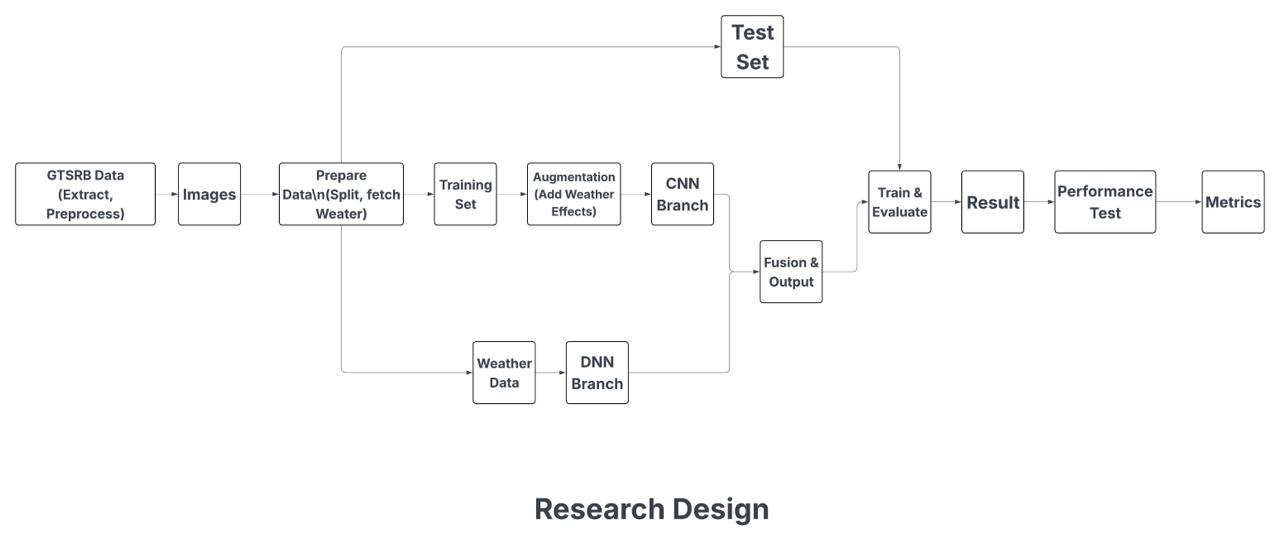 Test
Set
GTSRB Data
(Extract,
Preprocess)
Images
Prepare
Data\n(Split, fetch
Weater)
Training
Set
Augmentation
(Add Weather
Effects)
CNN
Branch
Train &
Evaluate
Result
Performance
Test
Metrics
Fusion &
Output
Weather
Data
DNN
Branch
Research Design